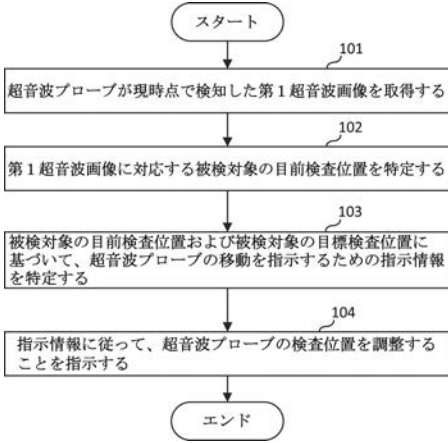 スタート
101
超音波プローブが現時点で検知した第1超音波画像を取得する
102
第1超音波画像に対応する被検対象の目前検査位置を特定する
103
被検対象の目前検査位置および被検対象の目標検査位置に
基づいて、超音波プローブの移動を指示するための指示情報
を特定する
104
指示情報に従って、超音波プローブの検査位置を調整する
ことを指示する
エンド